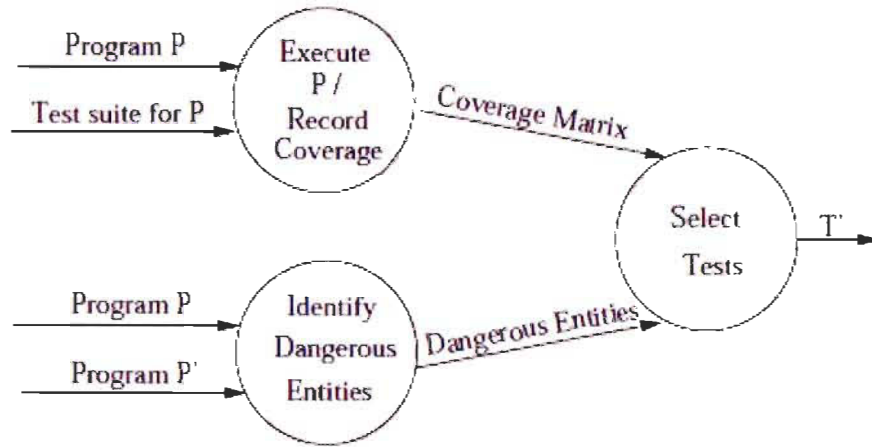 Program P
Test suite for P
Execute
P /
Record
Coverage
Coverage Matrix
Program P
Program P'
Identify
Dangerous
Entities
Dangerous Entities
Select
Tests
T'